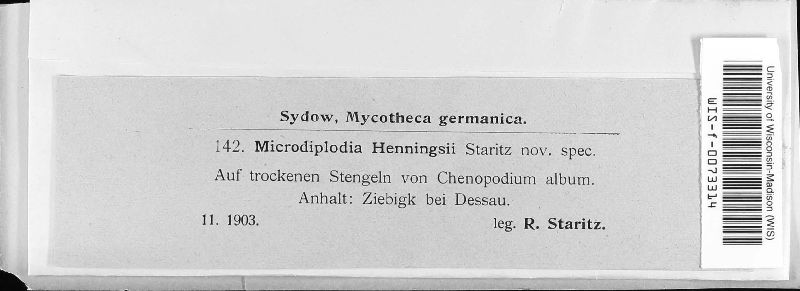 Sydow, Mycotheca germanica.
142. Microdiplodia Henningsii Staritz nov. spec.
Auf trockenen Stengeln von Chenopodium album.
Anhalt: Ziebigk bei Dessau.
11. 1903. leg. R. Staritz.
WIS-f-0073314
University of Wisconsin-Madison (WIS)